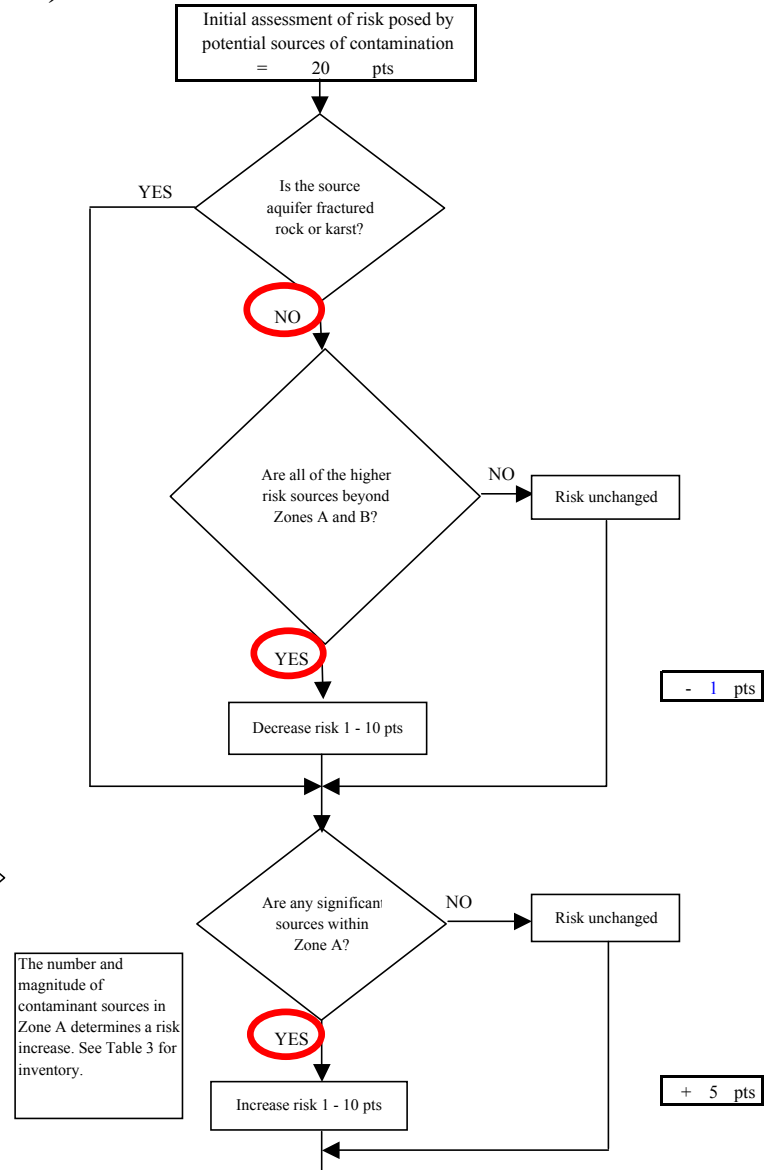 )
Initial assessment of risk posed by
potential sources of contamination
= 20 pts
Is the source
aquifer fractured
rock or karst?
YES
NO
Are all of the higher
risk sources beyond
Zones A and B?
NO
Risk unchanged
YES
- 1 pts
Decrease risk 1 - 10 pts
Are any significant
sources within
Zone A?
NO
Risk unchanged
The number and
magnitude of
contaminant sources in
Zone A determines a risk
increase. See Table 3 for
inventory.
YES
+ 5 pts
Increase risk 1 - 10 pts